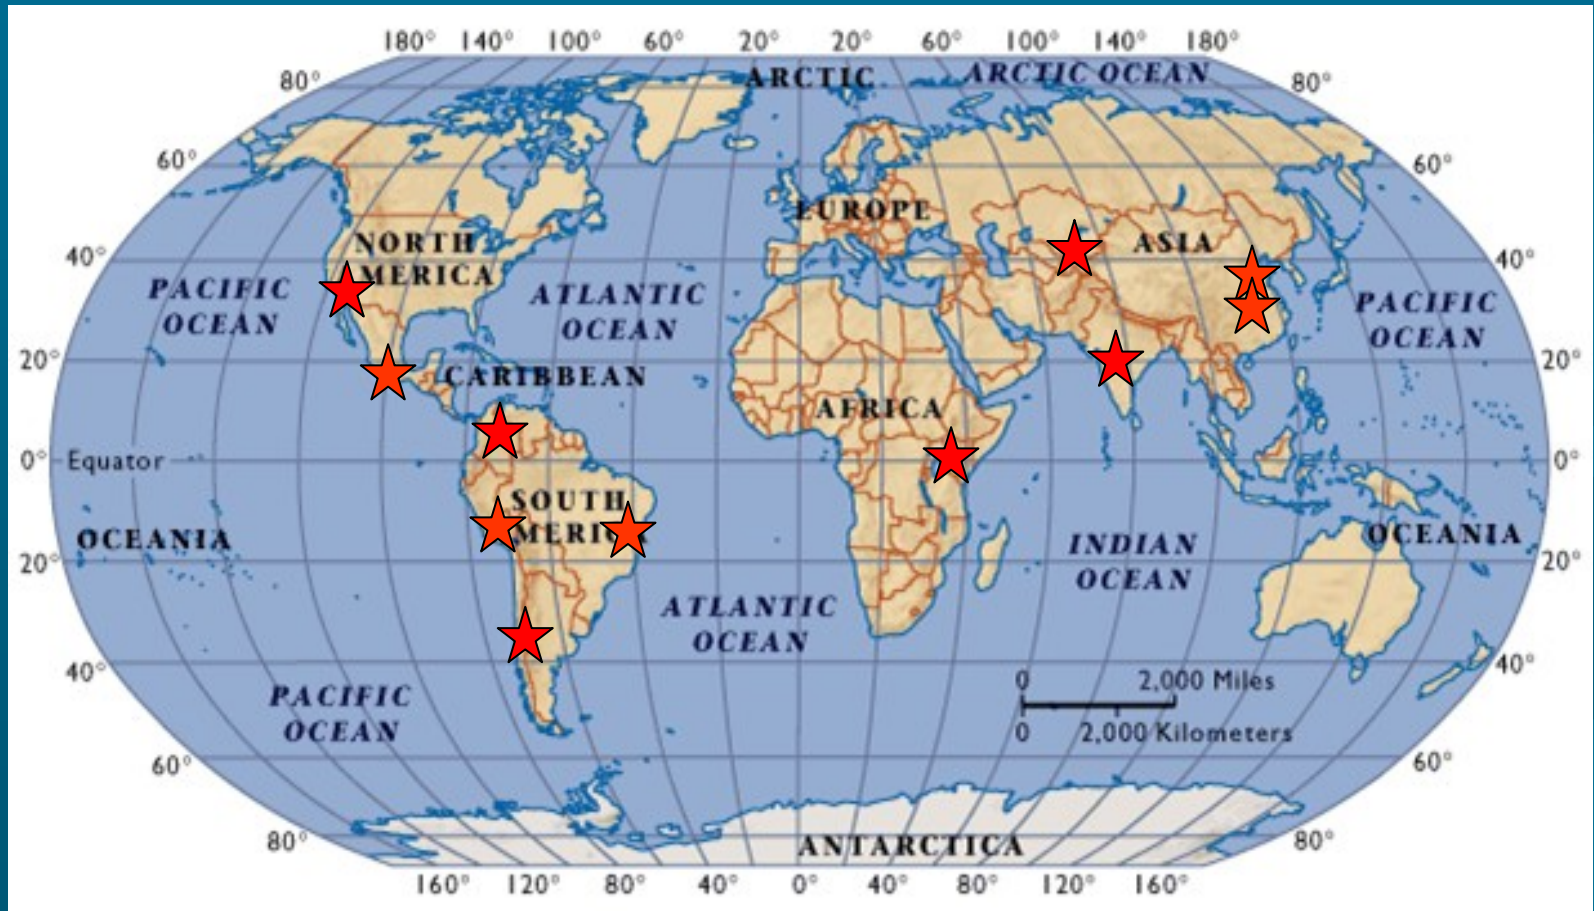 180° 140° 100° 60° 20° 20° 60° 100° 140° 180°
ARCTIC
ARCTIC OCEAN
80°
80°
60°
60°
EUROPE
NORTH
AMERICA
ASIA
40°
40°
PACIFIC
OCEAN
ATLANTIC
OCEAN
PACIFIC
OCEAN
20°
20°
CARIBBEAN
AFRICA
0°
Equator
0°
SOUTH
AMERICA
OCEANIA
OCEANIA
INDIAN
OCEAN
20°
20°
ATLANTIC
OCEAN
40°
40°
0 2,000 Miles
0 2,000 Kilometers
PACIFIC
OCEAN
60°
60°
80°
80°
ANTARCTICA
160° 120° 80° 40° 0° 40° 80° 120° 160°